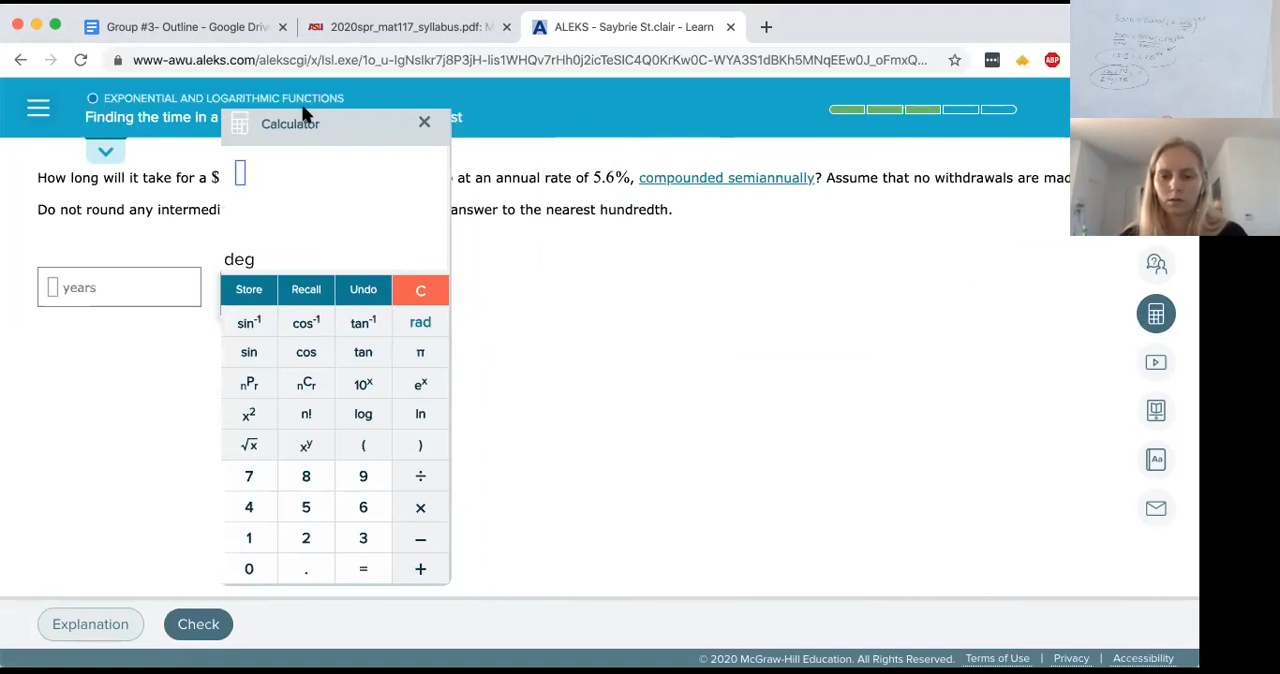 Group #3- Outline - Google Driv
2020spr_mat117_syllabus.pdf: M
ALEKS - Saybrie St.clair - Learn
www-awu.aleks.com/alekscgi/x/lsl.exe/1o_u-IgNslkr7j8P3jH-lis1WHQv7rHh0j2icTeSlC4Q0KrKw0C-WYA3S1dBKh5MNqEEw0J_oFmxQ...
ABP
EXPONENTIAL AND LOGARITHMIC FUNCTIONS
Finding the time in a
st
Calculator
How long will it take for a $
at an annual rate of 5.6%, compounded semiannually? Assume that no withdrawals are mad
Do not round any intermedi
answer to the nearest hundredth.
years
deg
Store Recall Undo C
sin-1 cos-1 tan-1 rad
sin cos tan π
nPr nCr 10x ex
x2 n! log ln
√x xy ( )
7 8 9 ÷
4 5 6 ×
1 2 3 −
0 . = +
Aa
Explanation Check
© 2020 McGraw-Hill Education. All Rights Reserved. Terms of Use | Privacy | Accessibility